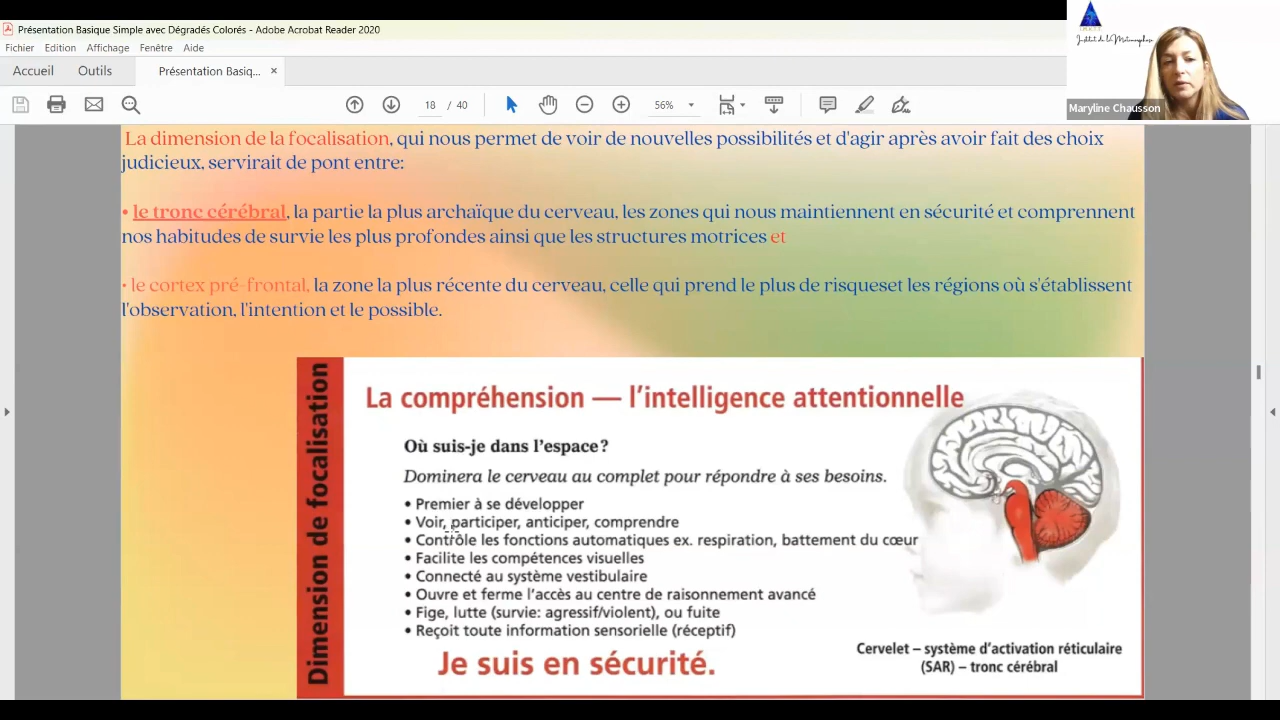 Présentation Basique Simple avec Dégradés Colorés - Adobe Acrobat Reader 2020
Fichier Edition Affichage Fenêtre Aide
Accueil Outils Présentation Basiq... ×
18 / 40 56%
Institut de la Métamorphose
Maryline Chausson
La dimension de la focalisation, qui nous permet de voir de nouvelles possibilités et d'agir après avoir fait des choix
judicieux, servirait de pont entre:
• le tronc cérébral, la partie la plus archaïque du cerveau, les zones qui nous maintiennent en sécurité et comprennent
nos habitudes de survie les plus profondes ainsi que les structures motrices et
• le cortex pré-frontal, la zone la plus récente du cerveau, celle qui prend le plus de risqueset les régions où s'établissent
l'observation, l'intention et le possible.
Dimension de focalisation
La compréhension — l'intelligence attentionnelle
Où suis-je dans l'espace?
Dominera le cerveau au complet pour répondre à ses besoins.
• Premier à se développer
• Voir, participer, anticiper, comprendre
• Contrôle les fonctions automatiques ex. respiration, battement du cœur
• Facilite les compétences visuelles
• Connecté au système vestibulaire
• Ouvre et ferme l'accès au centre de raisonnement avancé
• Fige, lutte (survie: agressif/violent), ou fuite
• Reçoit toute information sensorielle (réceptif)
Je suis en sécurité.
Cervelet – système d'activation réticulaire
(SAR) – tronc cérébral